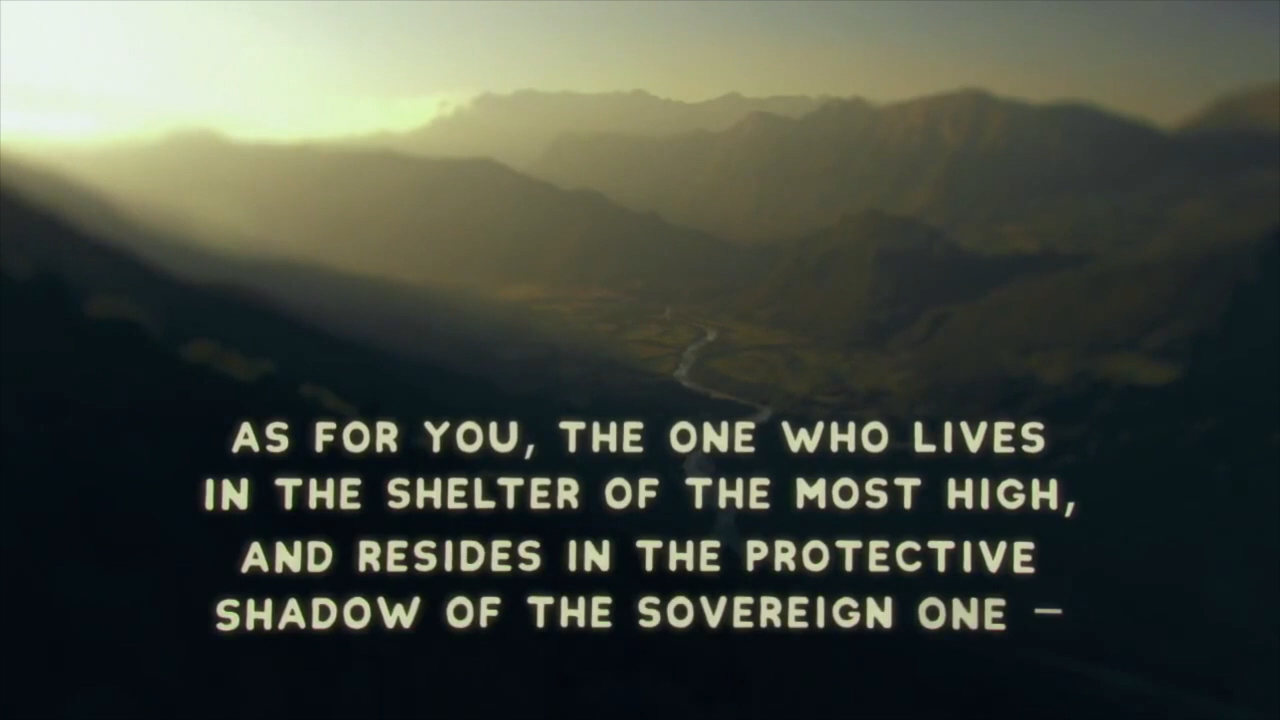 AS FOR YOU, THE ONE WHO LIVES
IN THE SHELTER OF THE MOST HIGH,
AND RESIDES IN THE PROTECTIVE
SHADOW OF THE SOVEREIGN ONE –